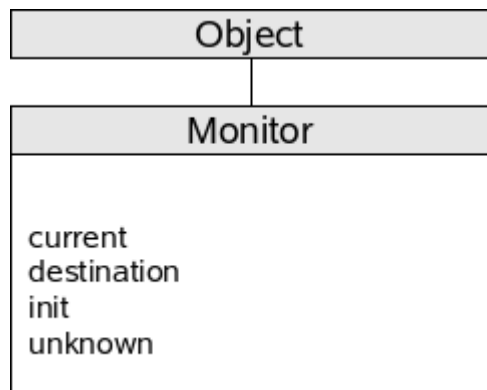 Object
Monitor
current
destination
init
unknown